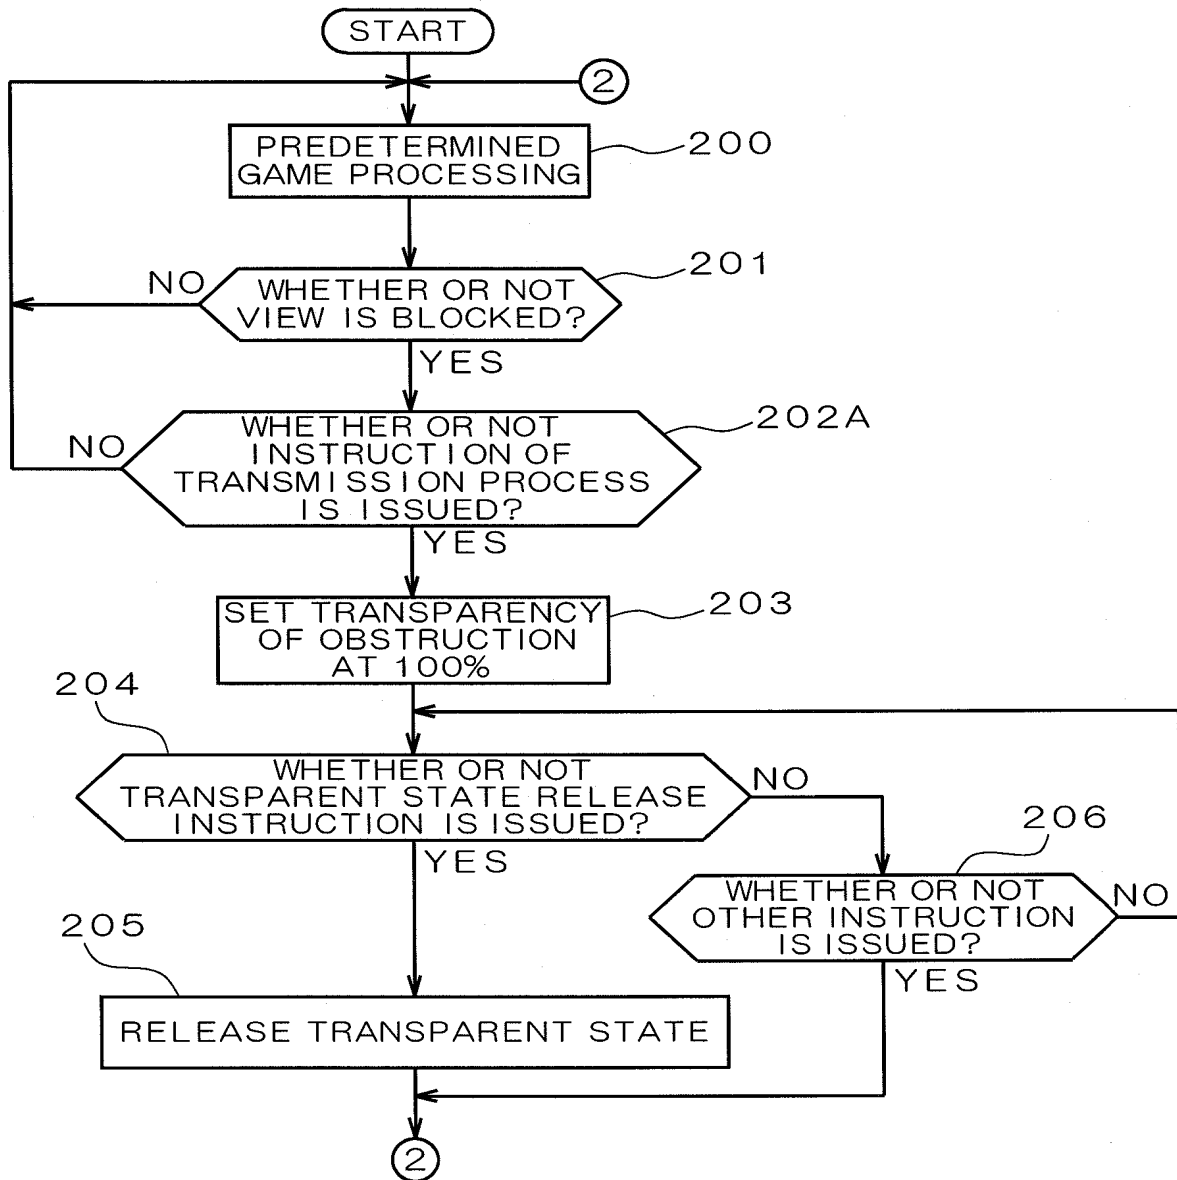 START
2
PREDETERMINED
GAME PROCESSING
200
201
NO
WHETHER OR NOT
VIEW IS BLOCKED?
YES
202A
NO
WHETHER OR NOT
INSTRUCTION OF
TRANSMISSION PROCESS
IS ISSUED?
YES
SET TRANSPARENCY
OF OBSTRUCTION
AT 100%
203
204
WHETHER OR NOT
TRANSPARENT STATE RELEASE
INSTRUCTION IS ISSUED?
NO
YES
206
WHETHER OR NOT
OTHER INSTRUCTION
IS ISSUED?
NO
YES
205
RELEASE TRANSPARENT STATE
2